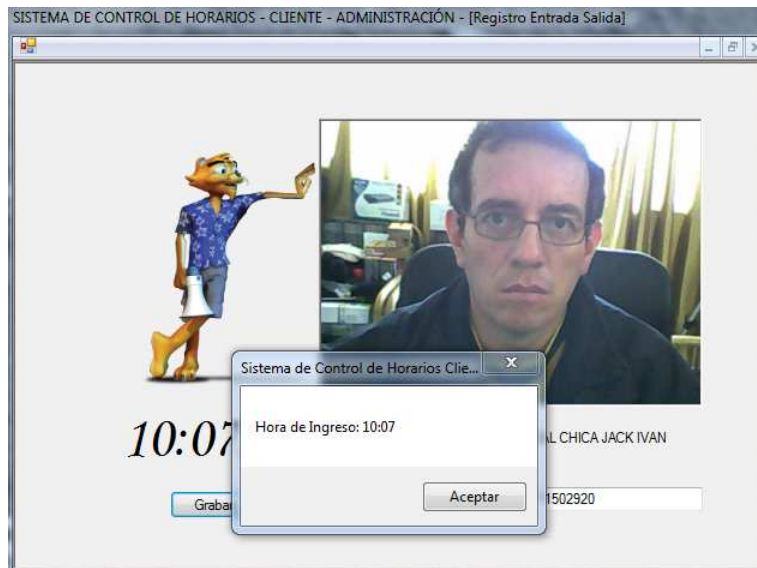 SISTEMA DE CONTROL DE HORARIOS - CLIENTE - ADMINISTRACIÓN - [Registro Entrada Salida]
Sistema de Control de Horarios Clie...
Hora de Ingreso: 10:07
10:07
AL CHICA JACK IVAN
Aceptar
Grabar
1502920